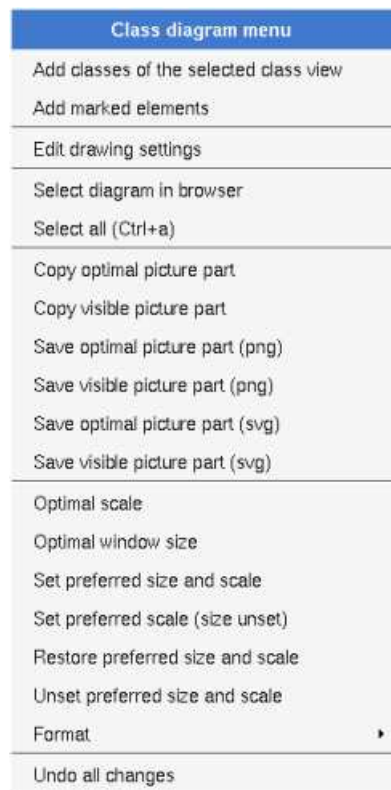 Class diagram menu
Add classes of the selected class view
Add marked elements
Edit drawing settings
Select diagram in browser
Select all (Ctrl+a)
Copy optimal picture part
Copy visible picture part
Save optimal picture part (png)
Save visible picture part (png)
Save optimal picture part (svg)
Save visible picture part (svg)
Optimal scale
Optimal window size
Set preferred size and scale
Set preferred scale (size unset)
Restore preferred size and scale
Unset preferred size and scale
Format
Undo all changes